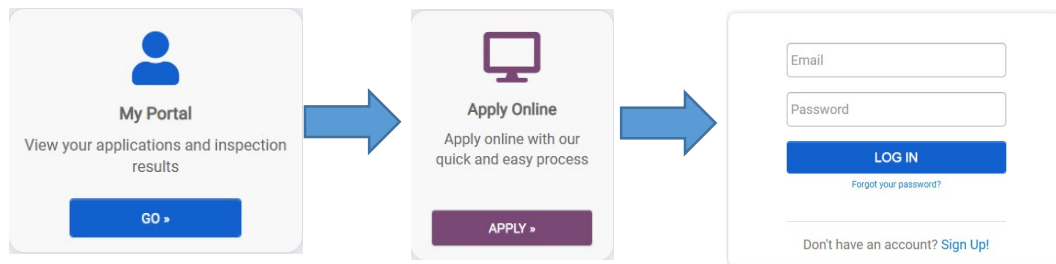 My Portal
View your applications and inspection
results
GO »
Apply Online
Apply online with our
quick and easy process
APPLY »
Email
Password
LOG IN
Forgot your password?
Don't have an account? Sign Up!